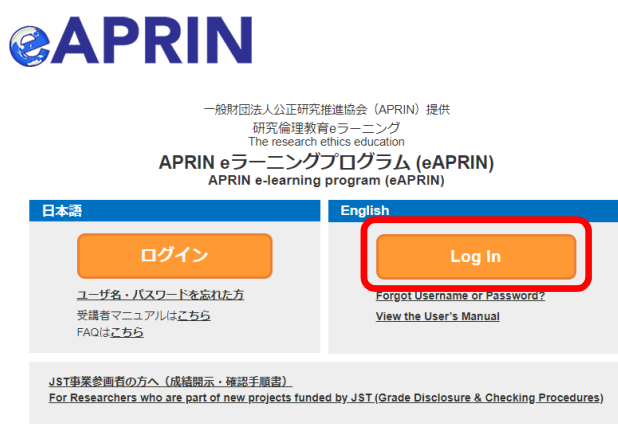 eAPRIN
一般財団法人公正研究推進協会（APRIN）提供
研究倫理教育eラーニング
The research ethics education
APRIN eラーニングプログラム (eAPRIN)
APRIN e-learning program (eAPRIN)
日本語
ログイン
ユーザ名・パスワードを忘れた方
受講者マニュアルはこちら
FAQはこちら
English
Log In
Forgot Username or Password?
View the User's Manual
JST事業参画者の方へ（成績開示・確認手順書）
For Researchers who are part of new projects funded by JST (Grade Disclosure & Checking Procedures)